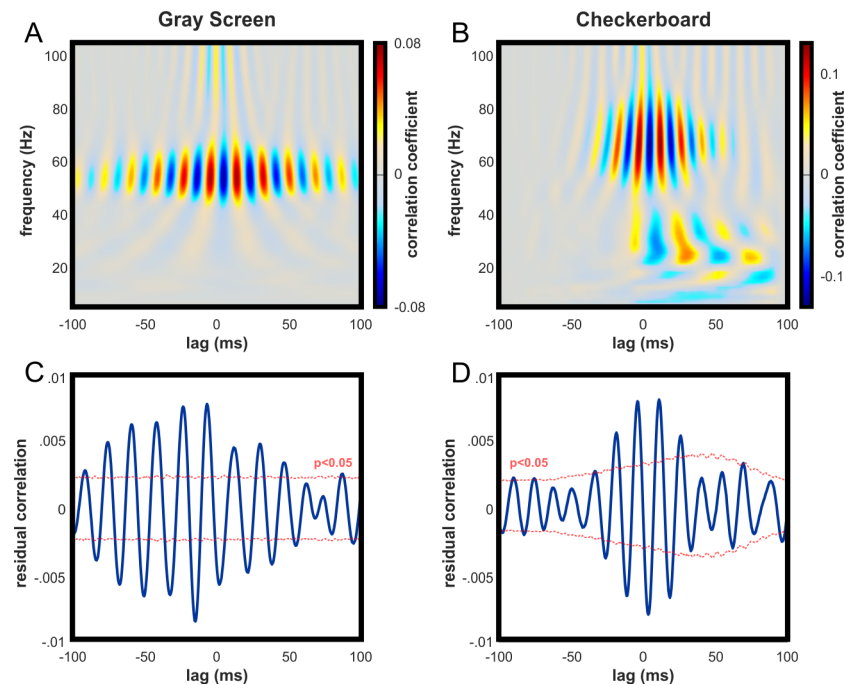 Gray Screen
Checkerboard
A
B
100
80
60
40
20
frequency (Hz)
-100
-50
0
50
100
lag (ms)
0.08
0
-0.08
correlation coefficient
100
80
60
40
20
frequency (Hz)
-100
-50
0
50
100
lag (ms)
0.1
0
-0.1
correlation coefficient
C
D
.01
.005
0
-.005
-.01
residual correlation
p<0.05
-100
-50
0
50
100
lag (ms)
.01
.005
0
-.005
-.01
residual correlation
p<0.05
-100
-50
0
50
100
lag (ms)